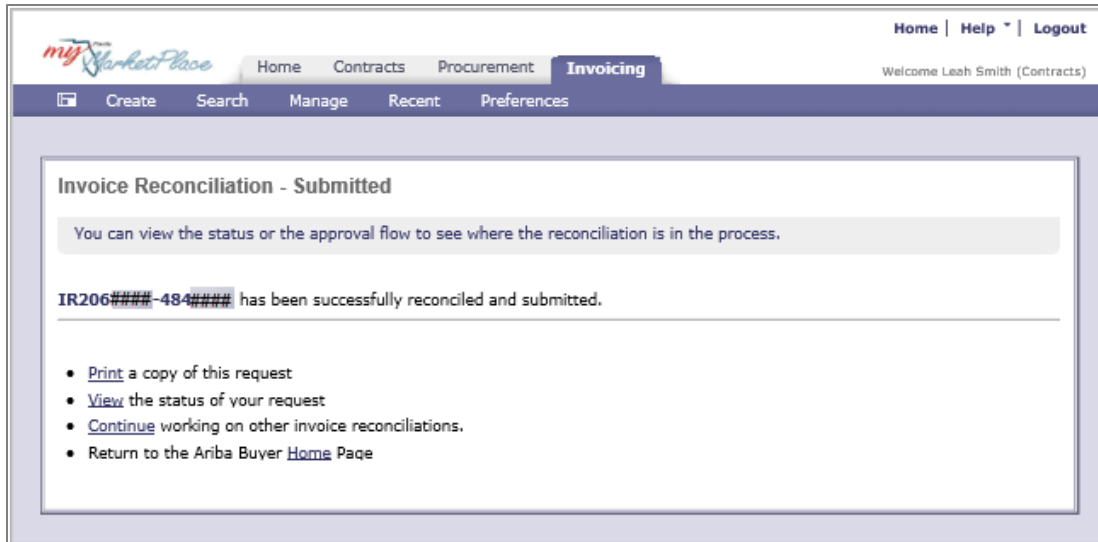 Home | Help | Logout
my MarketPlace
Home Contracts Procurement Invoicing
Welcome Leah Smith (Contracts)
Create Search Manage Recent Preferences
Invoice Reconciliation - Submitted
You can view the status or the approval flow to see where the reconciliation is in the process.
IR206####-484#### has been successfully reconciled and submitted.
• Print a copy of this request
• View the status of your request
• Continue working on other invoice reconciliations.
• Return to the Ariba Buyer Home Page